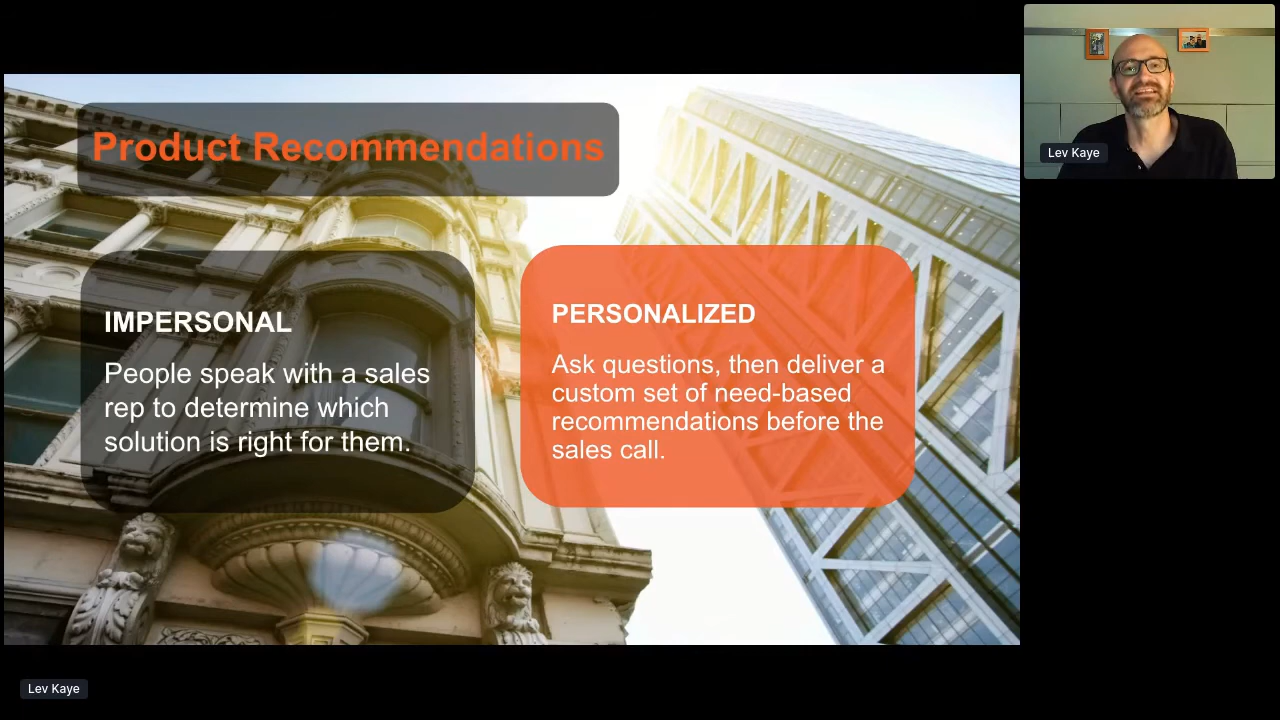 Product Recommendations
IMPERSONAL
People speak with a sales
rep to determine which
solution is right for them.
PERSONALIZED
Ask questions, then deliver a
custom set of need-based
recommendations before the
sales call.
Lev Kaye
Lev Kaye